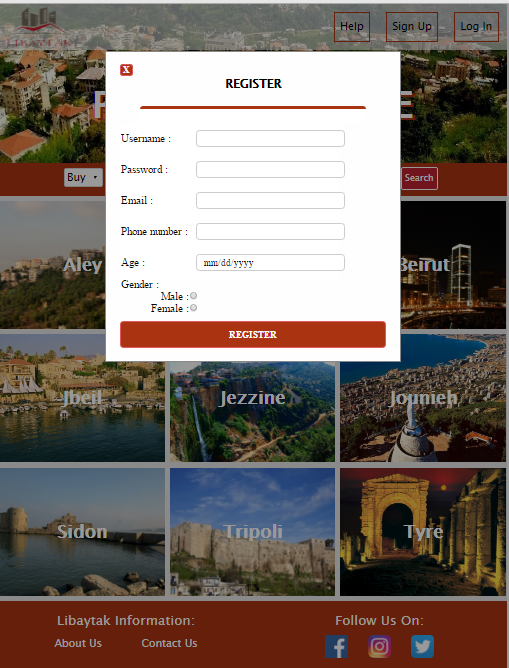 LIBAYTAK
Help
Sign Up
Log In
X
REGISTER
Buy
Search
Username :
Password :
Email :
Phone number :
Age :
mm/dd/yyyy
Gender :
Male :
Female :
REGISTER
Aley
Beirut
Jbeil
Jezzine
Jounieh
Sidon
Tripoli
Tyre
Libaytak Information:
Follow Us On:
About Us
Contact Us